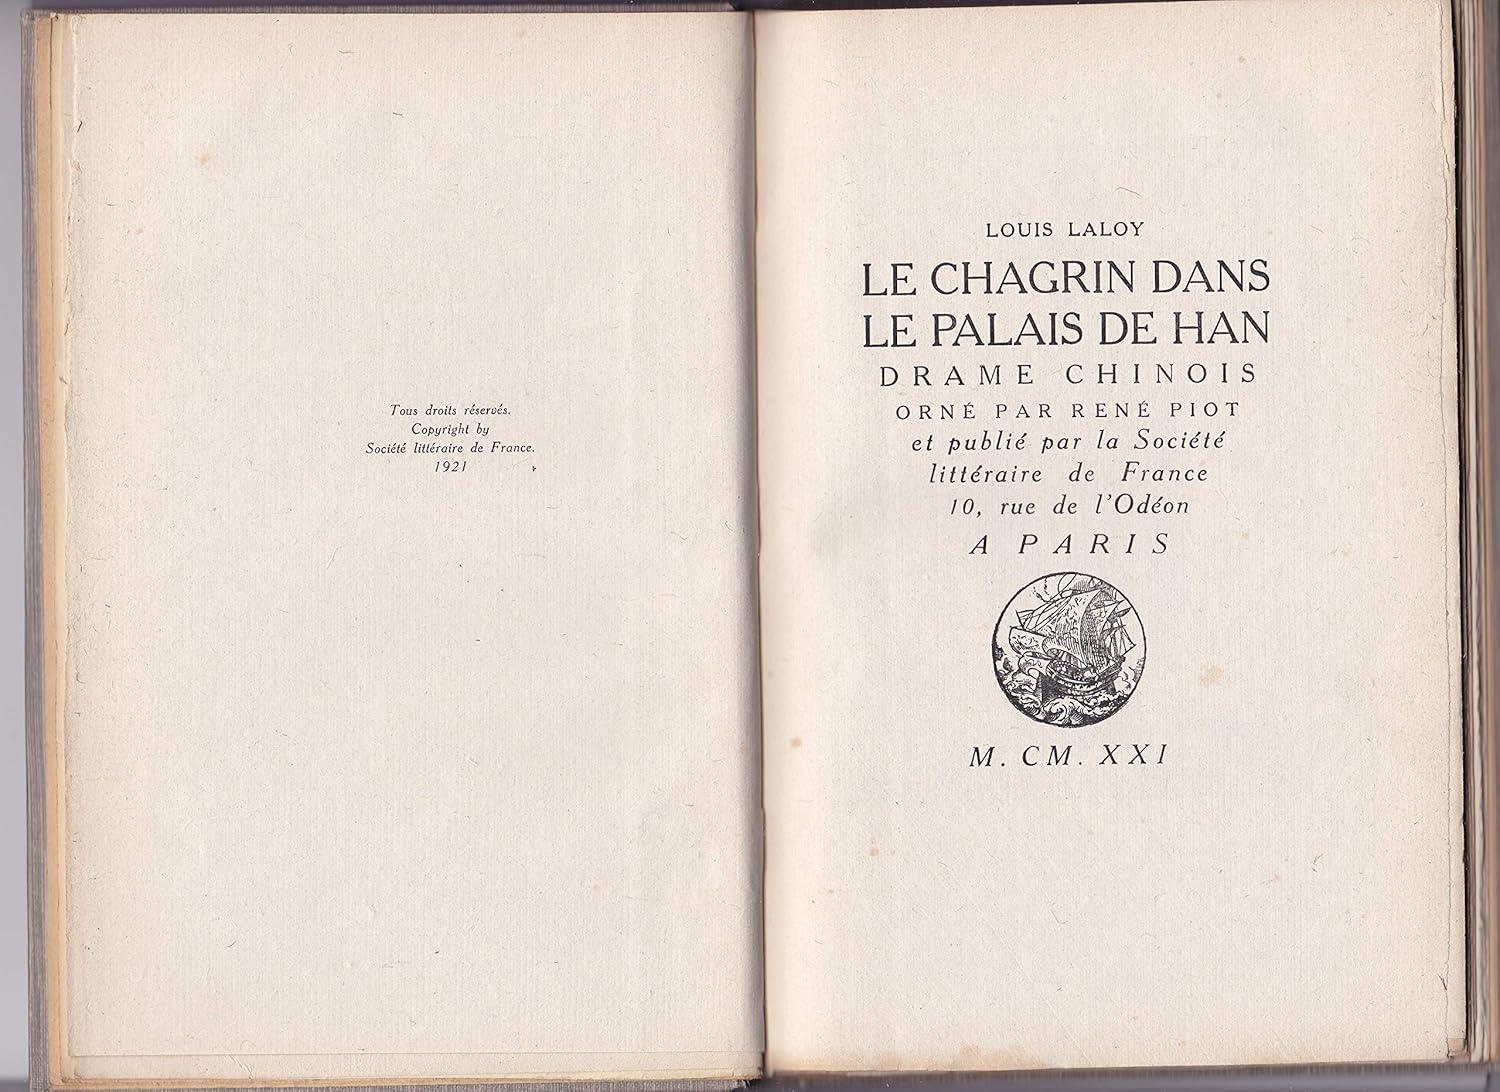 Tous droits réservés.
Copyright by
Société littéraire de France.
1921
LOUIS LALOY
LE CHAGRIN DANS
LE PALAIS DE HAN
DRAME CHINOIS
ORNÉ PAR RENÉ PIOT
et publié par la Société
littéraire de France
10, rue de l'Odéon
A PARIS
M. CM. XXI